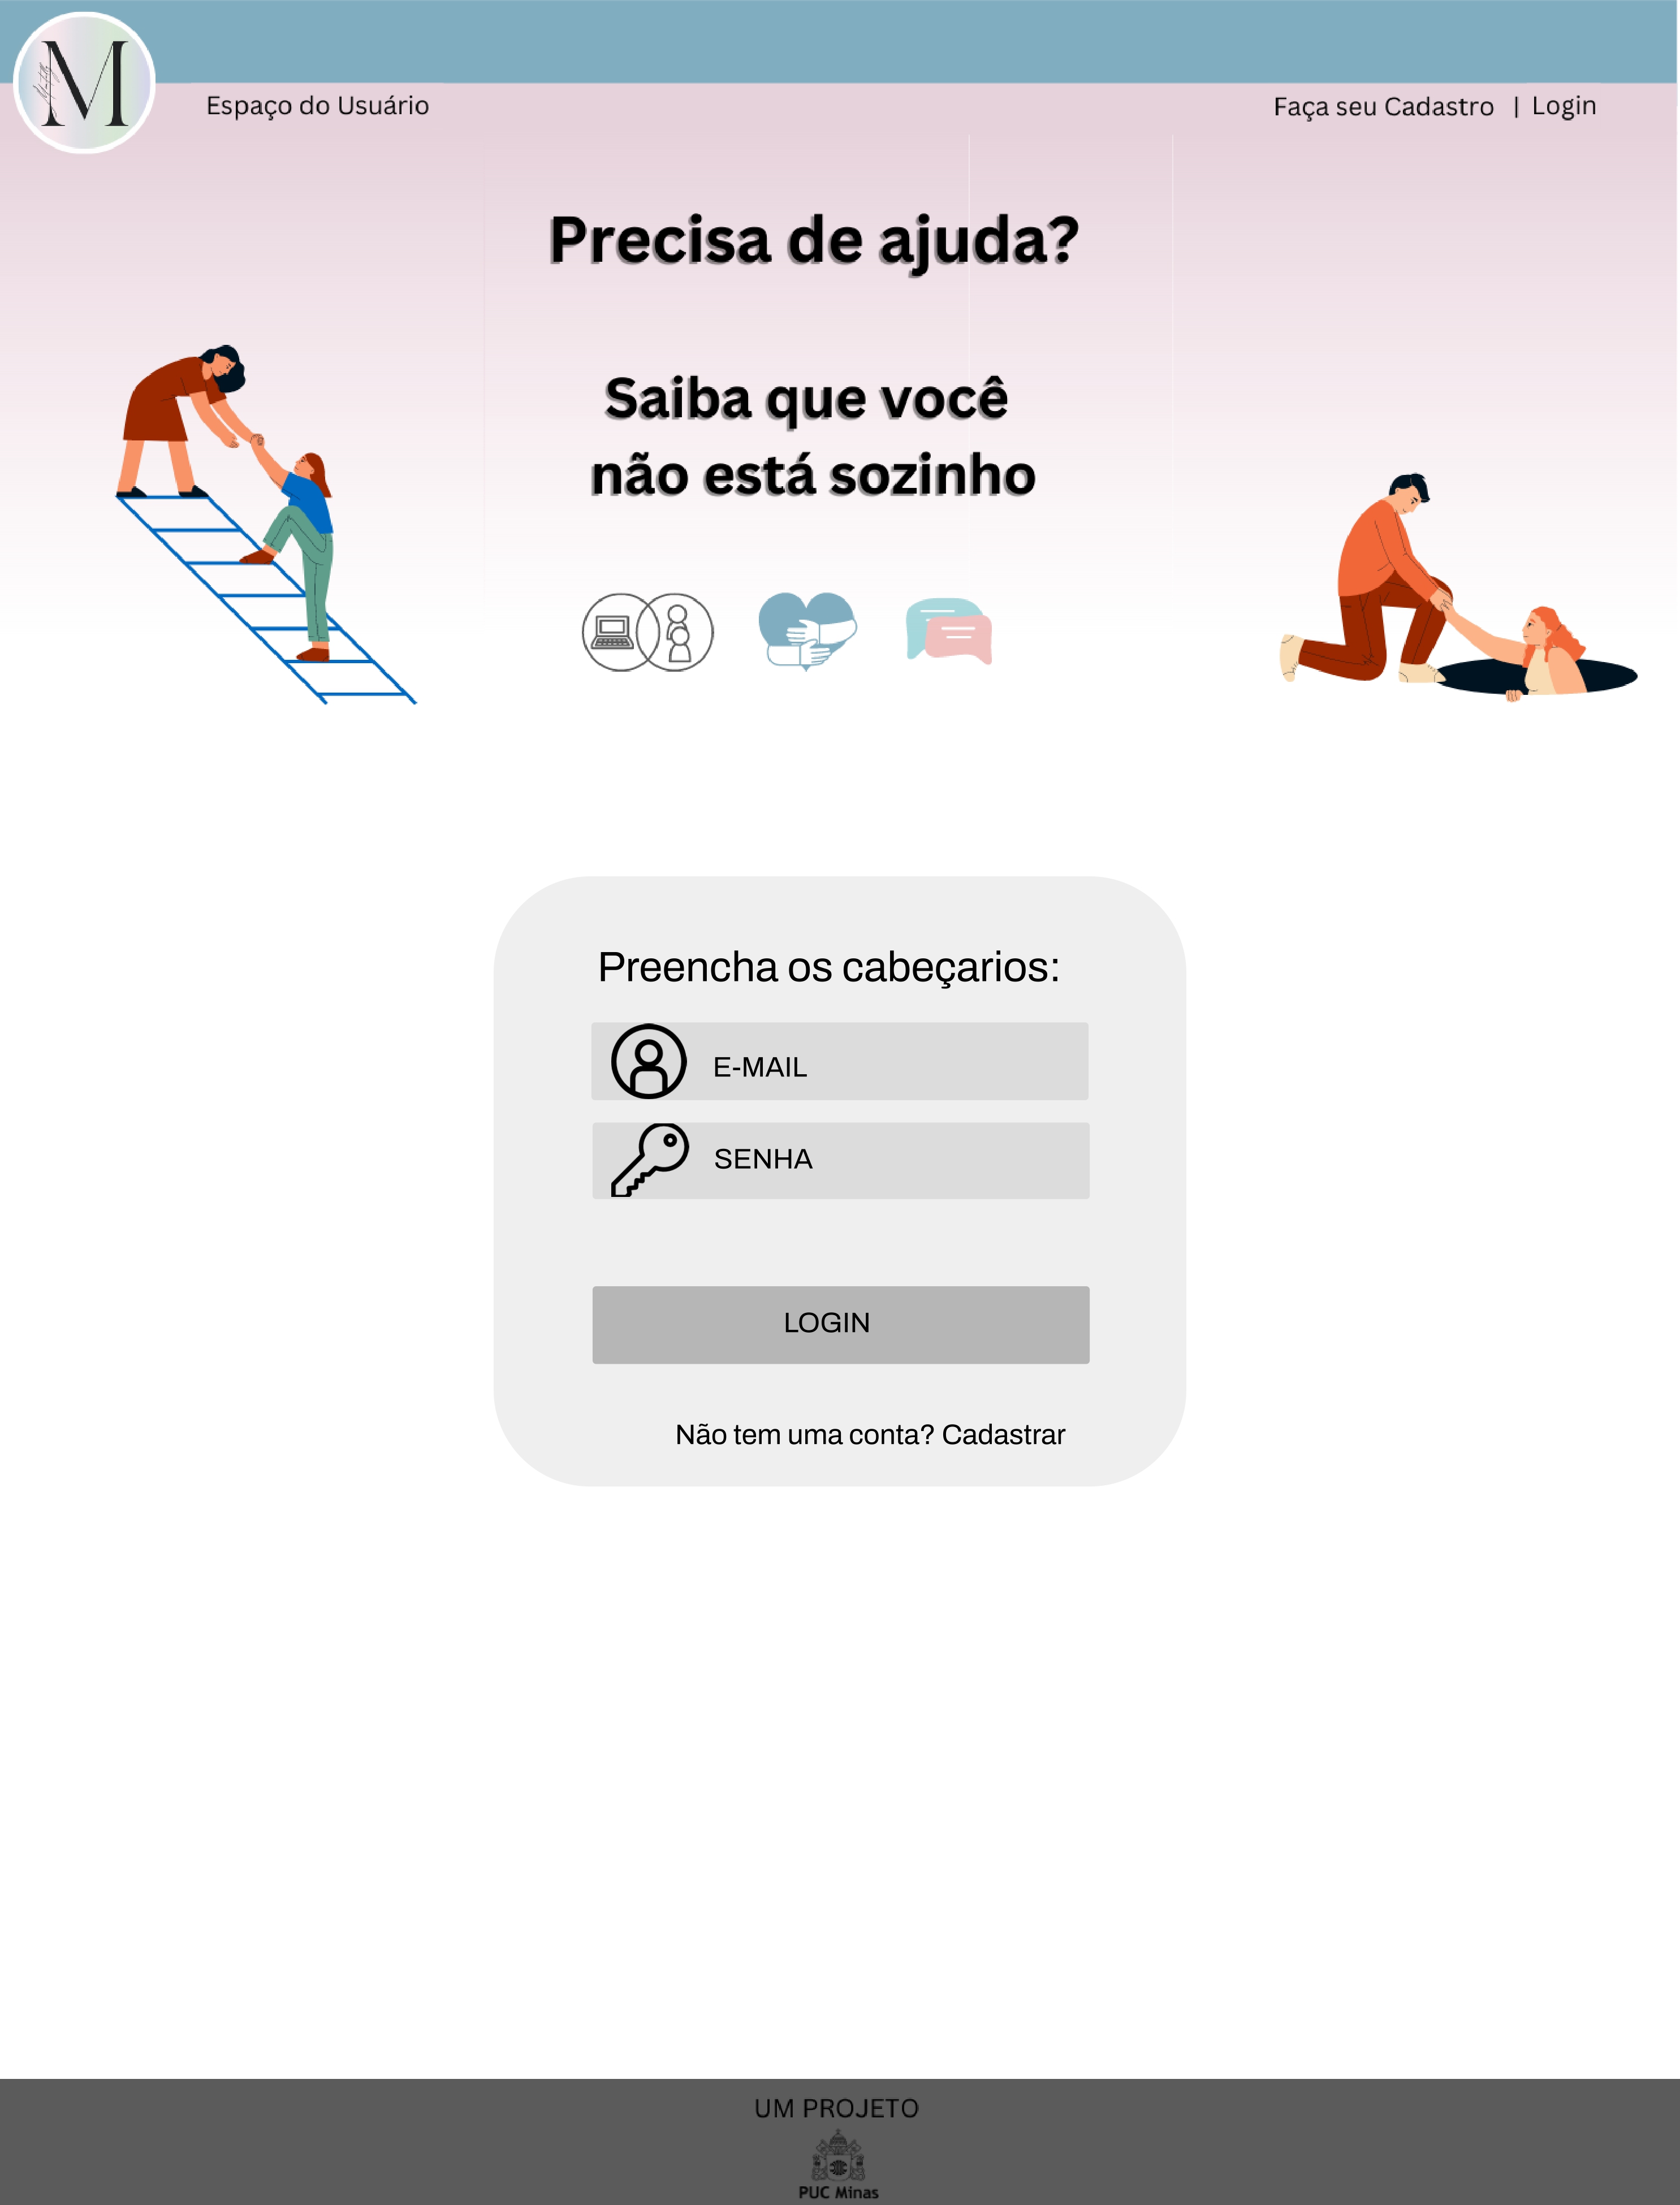 M
Espaço do Usuário
Faça seu Cadastro | Login
Precisa de ajuda?
Saiba que você
não está sozinho
Preencha os cabeçarios:
E-MAIL
SENHA
LOGIN
Não tem uma conta? Cadastrar
UM PROJETO
PUC Minas